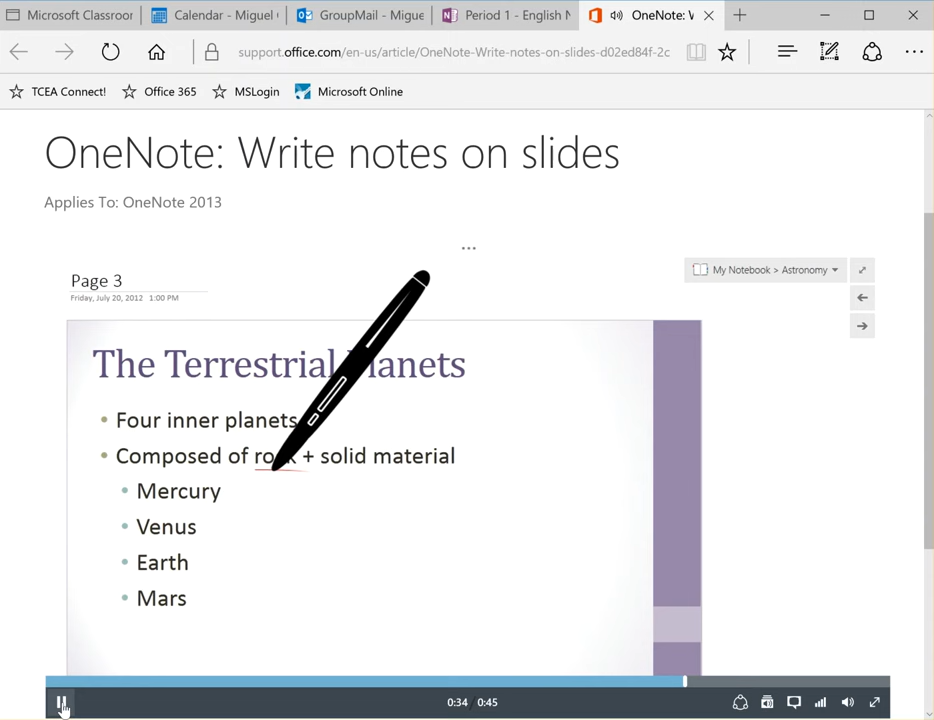 Microsoft Classroor
Calendar - Miguel
GroupMail - Migue
Period 1 - English N
OneNote: V
support.office.com/en-us/article/OneNote-Write-notes-on-slides-d02ed84f-2c
TCEA Connect!
Office 365
MSLogin
Microsoft Online
OneNote: Write notes on slides
Applies To: OneNote 2013
Page 3
Friday, July 20, 2012 1:00 PM
My Notebook > Astronomy
The Terrestrial Planets
• Four inner planets
• Composed of rock + solid material
• Mercury
• Venus
• Earth
• Mars
0:34 / 0:45